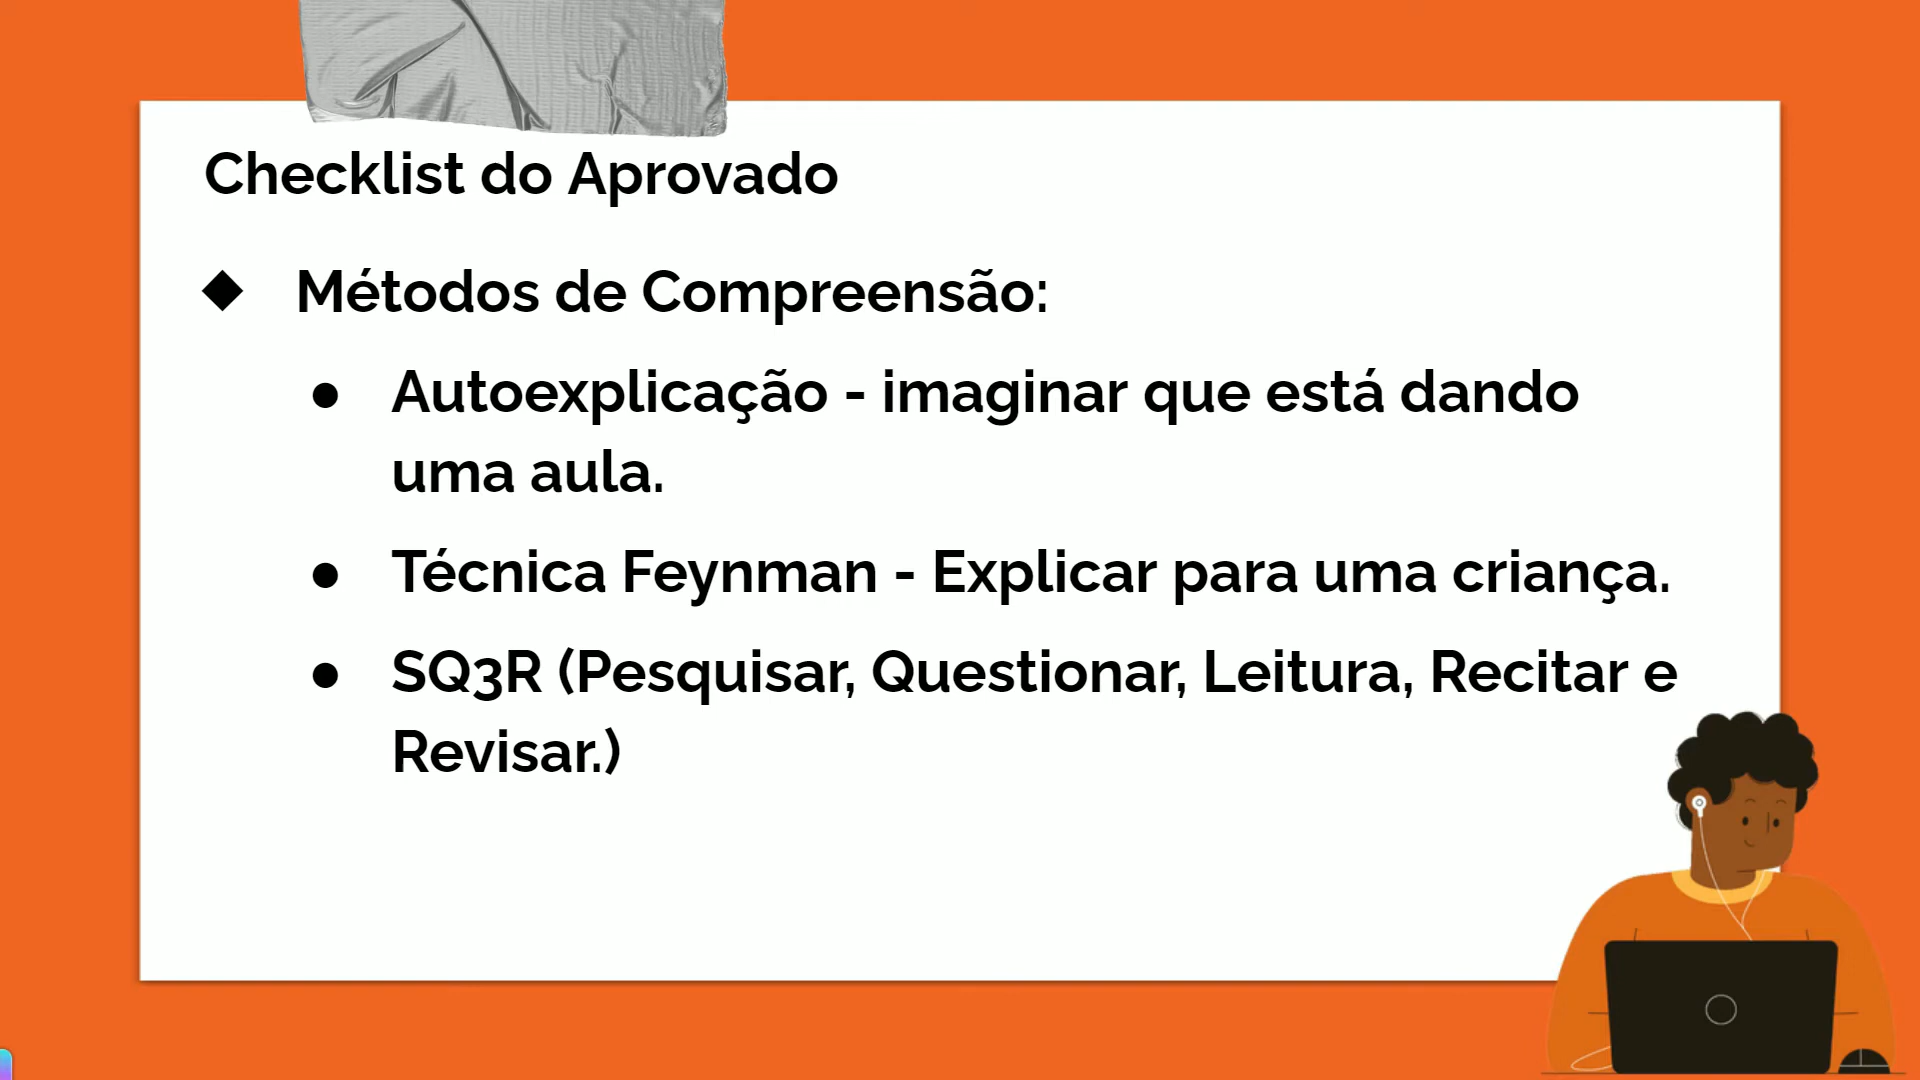 Checklist do Aprovado
◆ Métodos de Compreensão:
● Autoexplicação - imaginar que está dando
uma aula.
● Técnica Feynman - Explicar para uma criança.
● SQ3R (Pesquisar, Questionar, Leitura, Recitar e
Revisar.)